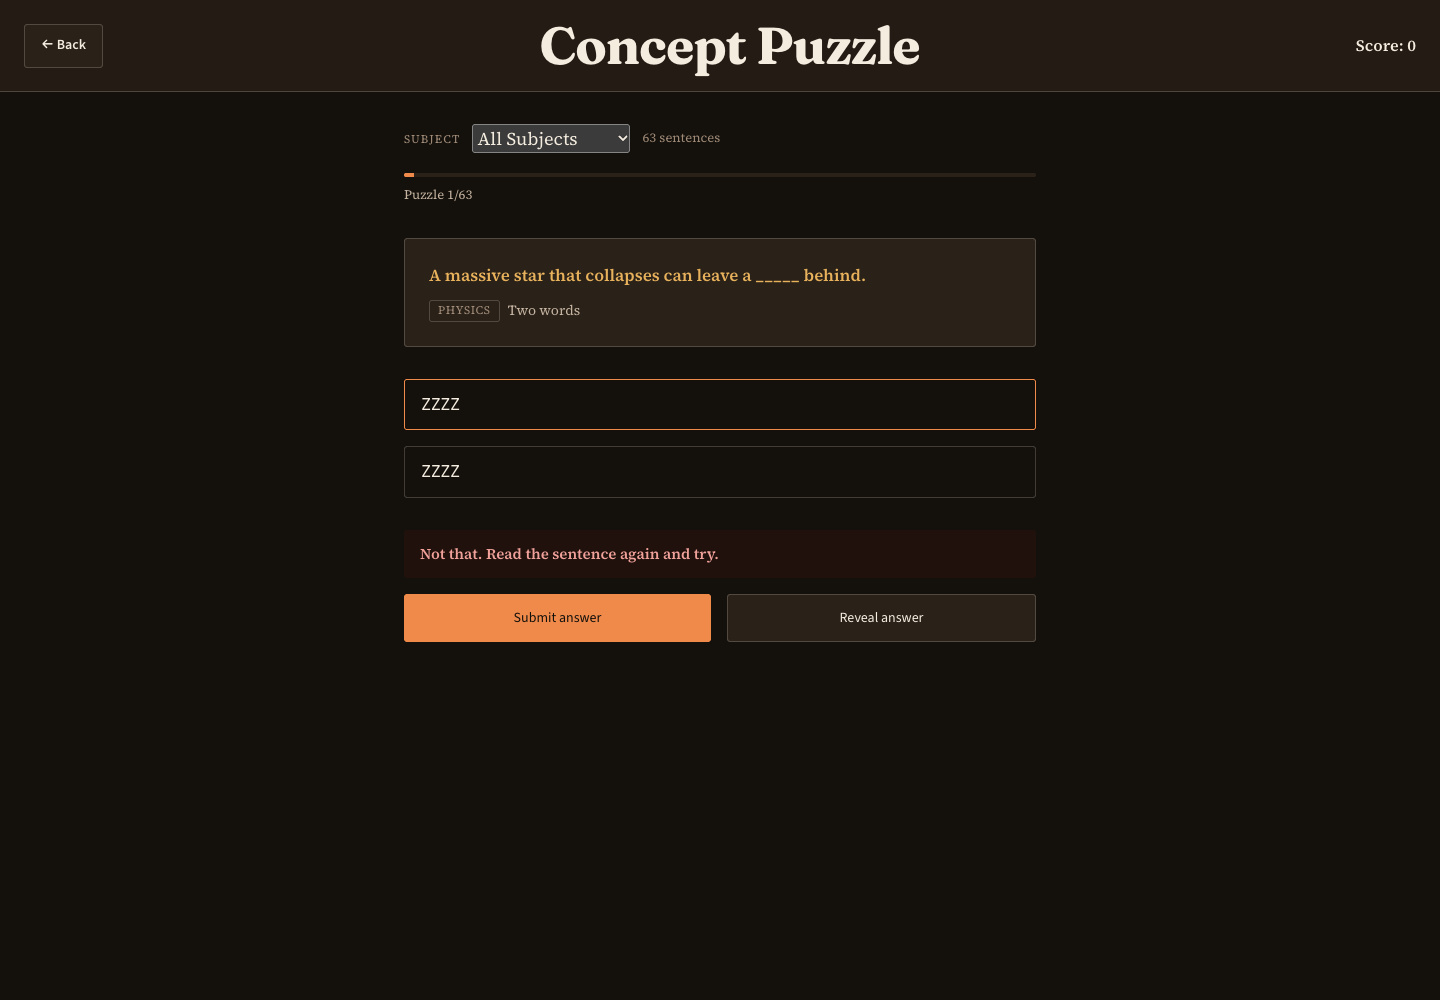 ← Back
Concept Puzzle
Score: 0
SUBJECT All Subjects 63 sentences
Puzzle 1/63
A massive star that collapses can leave a _____ behind.
PHYSICS Two words
ZZZZ
ZZZZ
Not that. Read the sentence again and try.
Submit answer Reveal answer